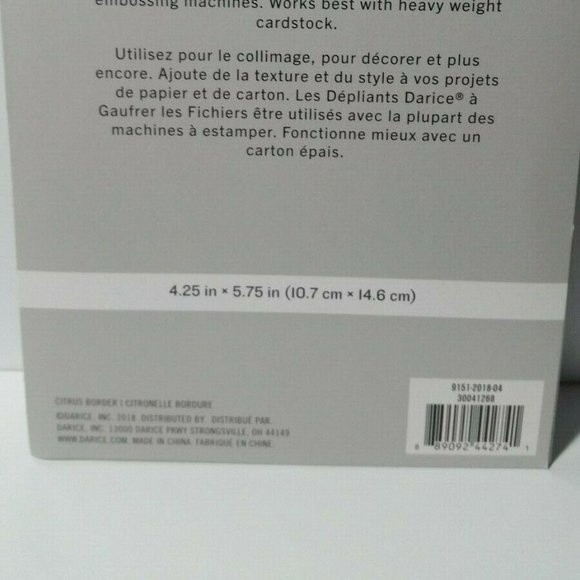 embossing machines. Works best with heavy weight
cardstock.
Utilisez pour le collimage, pour décorer et plus
encore. Ajoute de la texture et du style à vos projets
de papier et de carton. Les Dépliants Darice® à
Gaufrer les Fichiers être utilisés avec la plupart des
machines à estamper. Fonctionne mieux avec un
carton épais.
4.25 in × 5.75 in (10.7 cm × 14.6 cm)
CITRUS BORDER | CITRONELLE BORDURE
©DARICE, INC. 2018. DISTRIBUTED BY. DISTRIBUÉ PAR.
DARICE, INC. 13000 DARICE PKWY STRONGSVILLE, OH 44149
WWW.DARICE.COM. MADE IN CHINA. FABRIQUÉ EN CHINE.
9151-2018-04
30041268
8 89092 44274 1